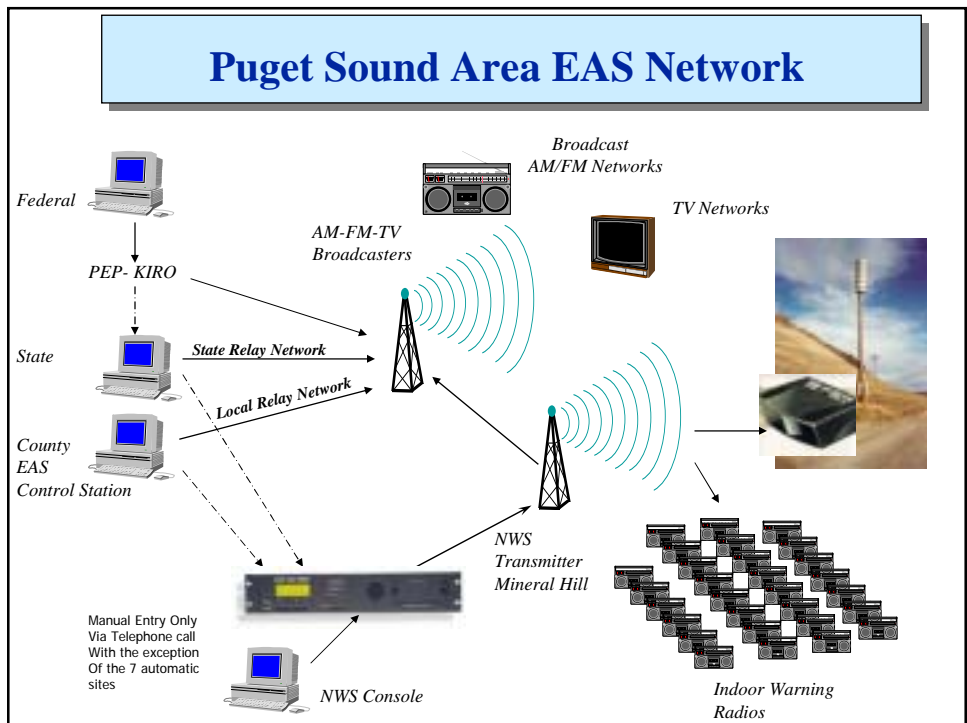 Puget Sound Area EAS Network
Broadcast
AM/FM Networks
Federal
TV Networks
AM-FM-TV
Broadcasters
PEP- KIRO
State
State Relay Network
Local Relay Network
County
EAS
Control Station
NWS
Transmitter
Mineral Hill
Manual Entry Only
Via Telephone call
With the exception
Of the 7 automatic
sites
NWS Console
Indoor Warning
Radios